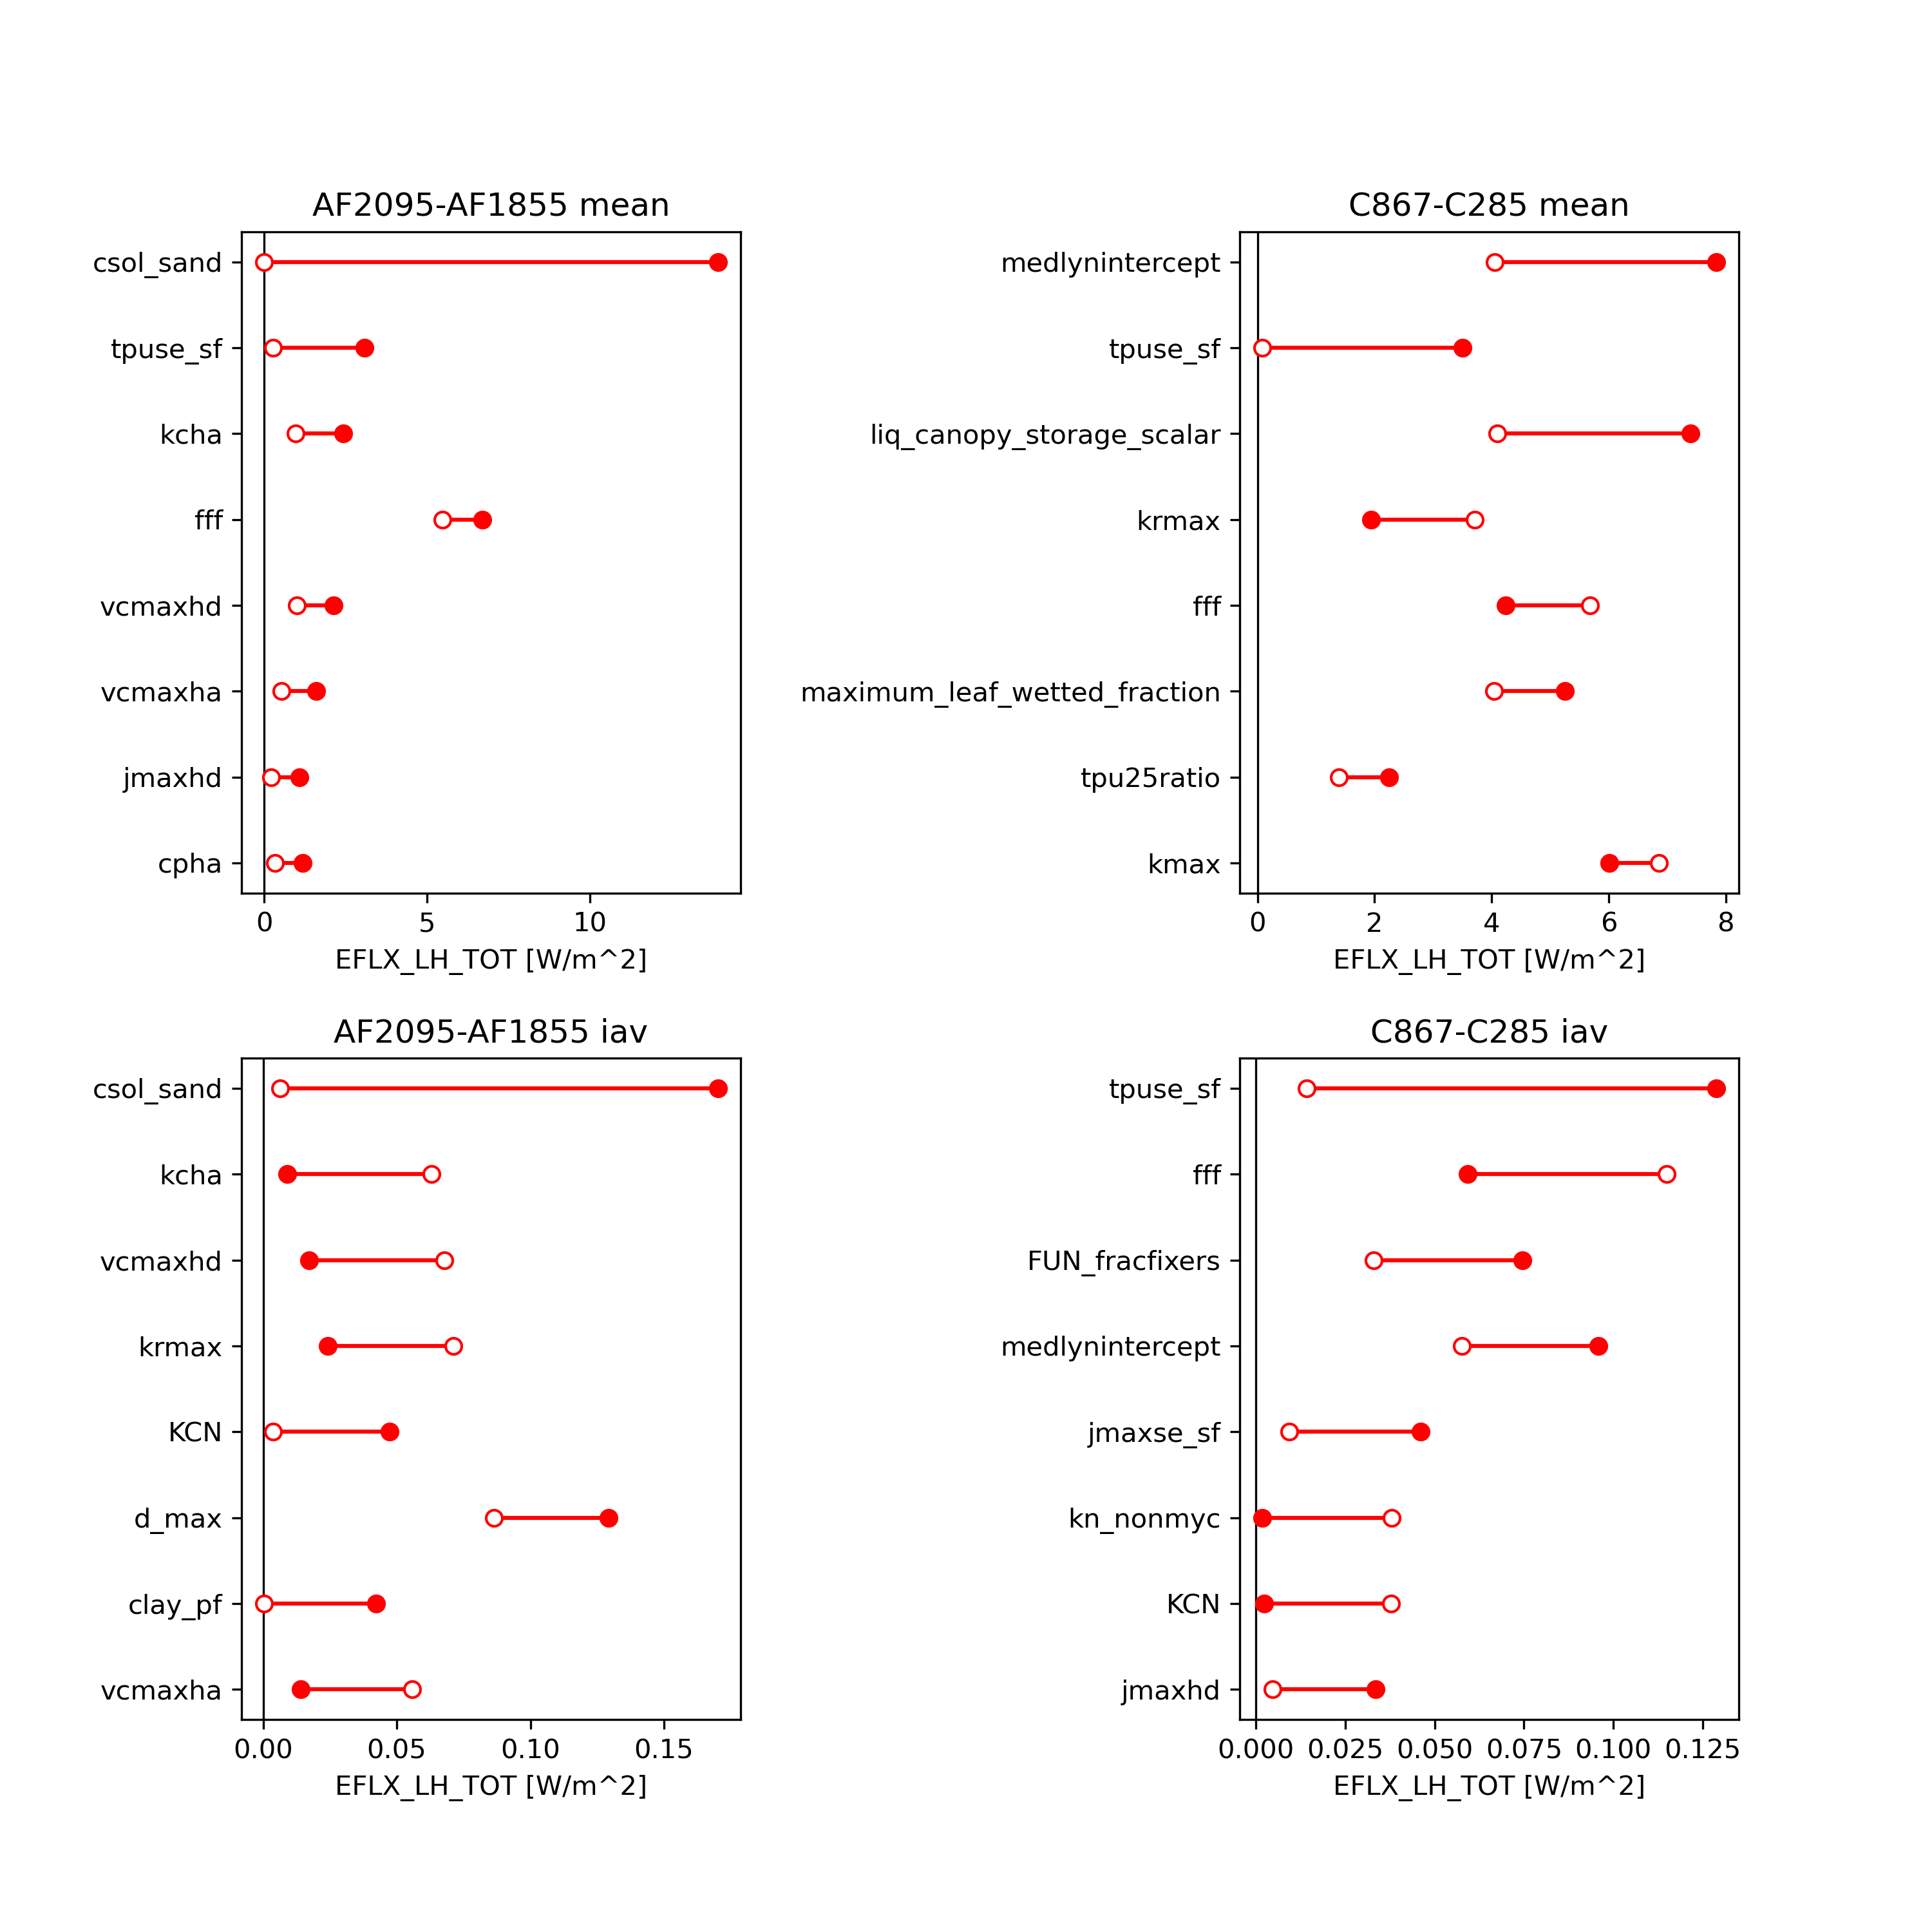 AF2095-AF1855 mean
csol_sand
tpuse_sf
kcha
fff
vcmaxhd
vcmaxha
jmaxhd
cpha
0 5 10
EFLX_LH_TOT [W/m^2]
C867-C285 mean
medlynintercept
tpuse_sf
liq_canopy_storage_scalar
krmax
fff
maximum_leaf_wetted_fraction
tpu25ratio
kmax
0 2 4 6 8
EFLX_LH_TOT [W/m^2]
AF2095-AF1855 iav
csol_sand
kcha
vcmaxhd
krmax
KCN
d_max
clay_pf
vcmaxha
0.00 0.05 0.10 0.15
EFLX_LH_TOT [W/m^2]
C867-C285 iav
tpuse_sf
fff
FUN_fracfixers
medlynintercept
jmaxse_sf
kn_nonmyc
KCN
jmaxhd
0.000 0.025 0.050 0.075 0.100 0.125
EFLX_LH_TOT [W/m^2]